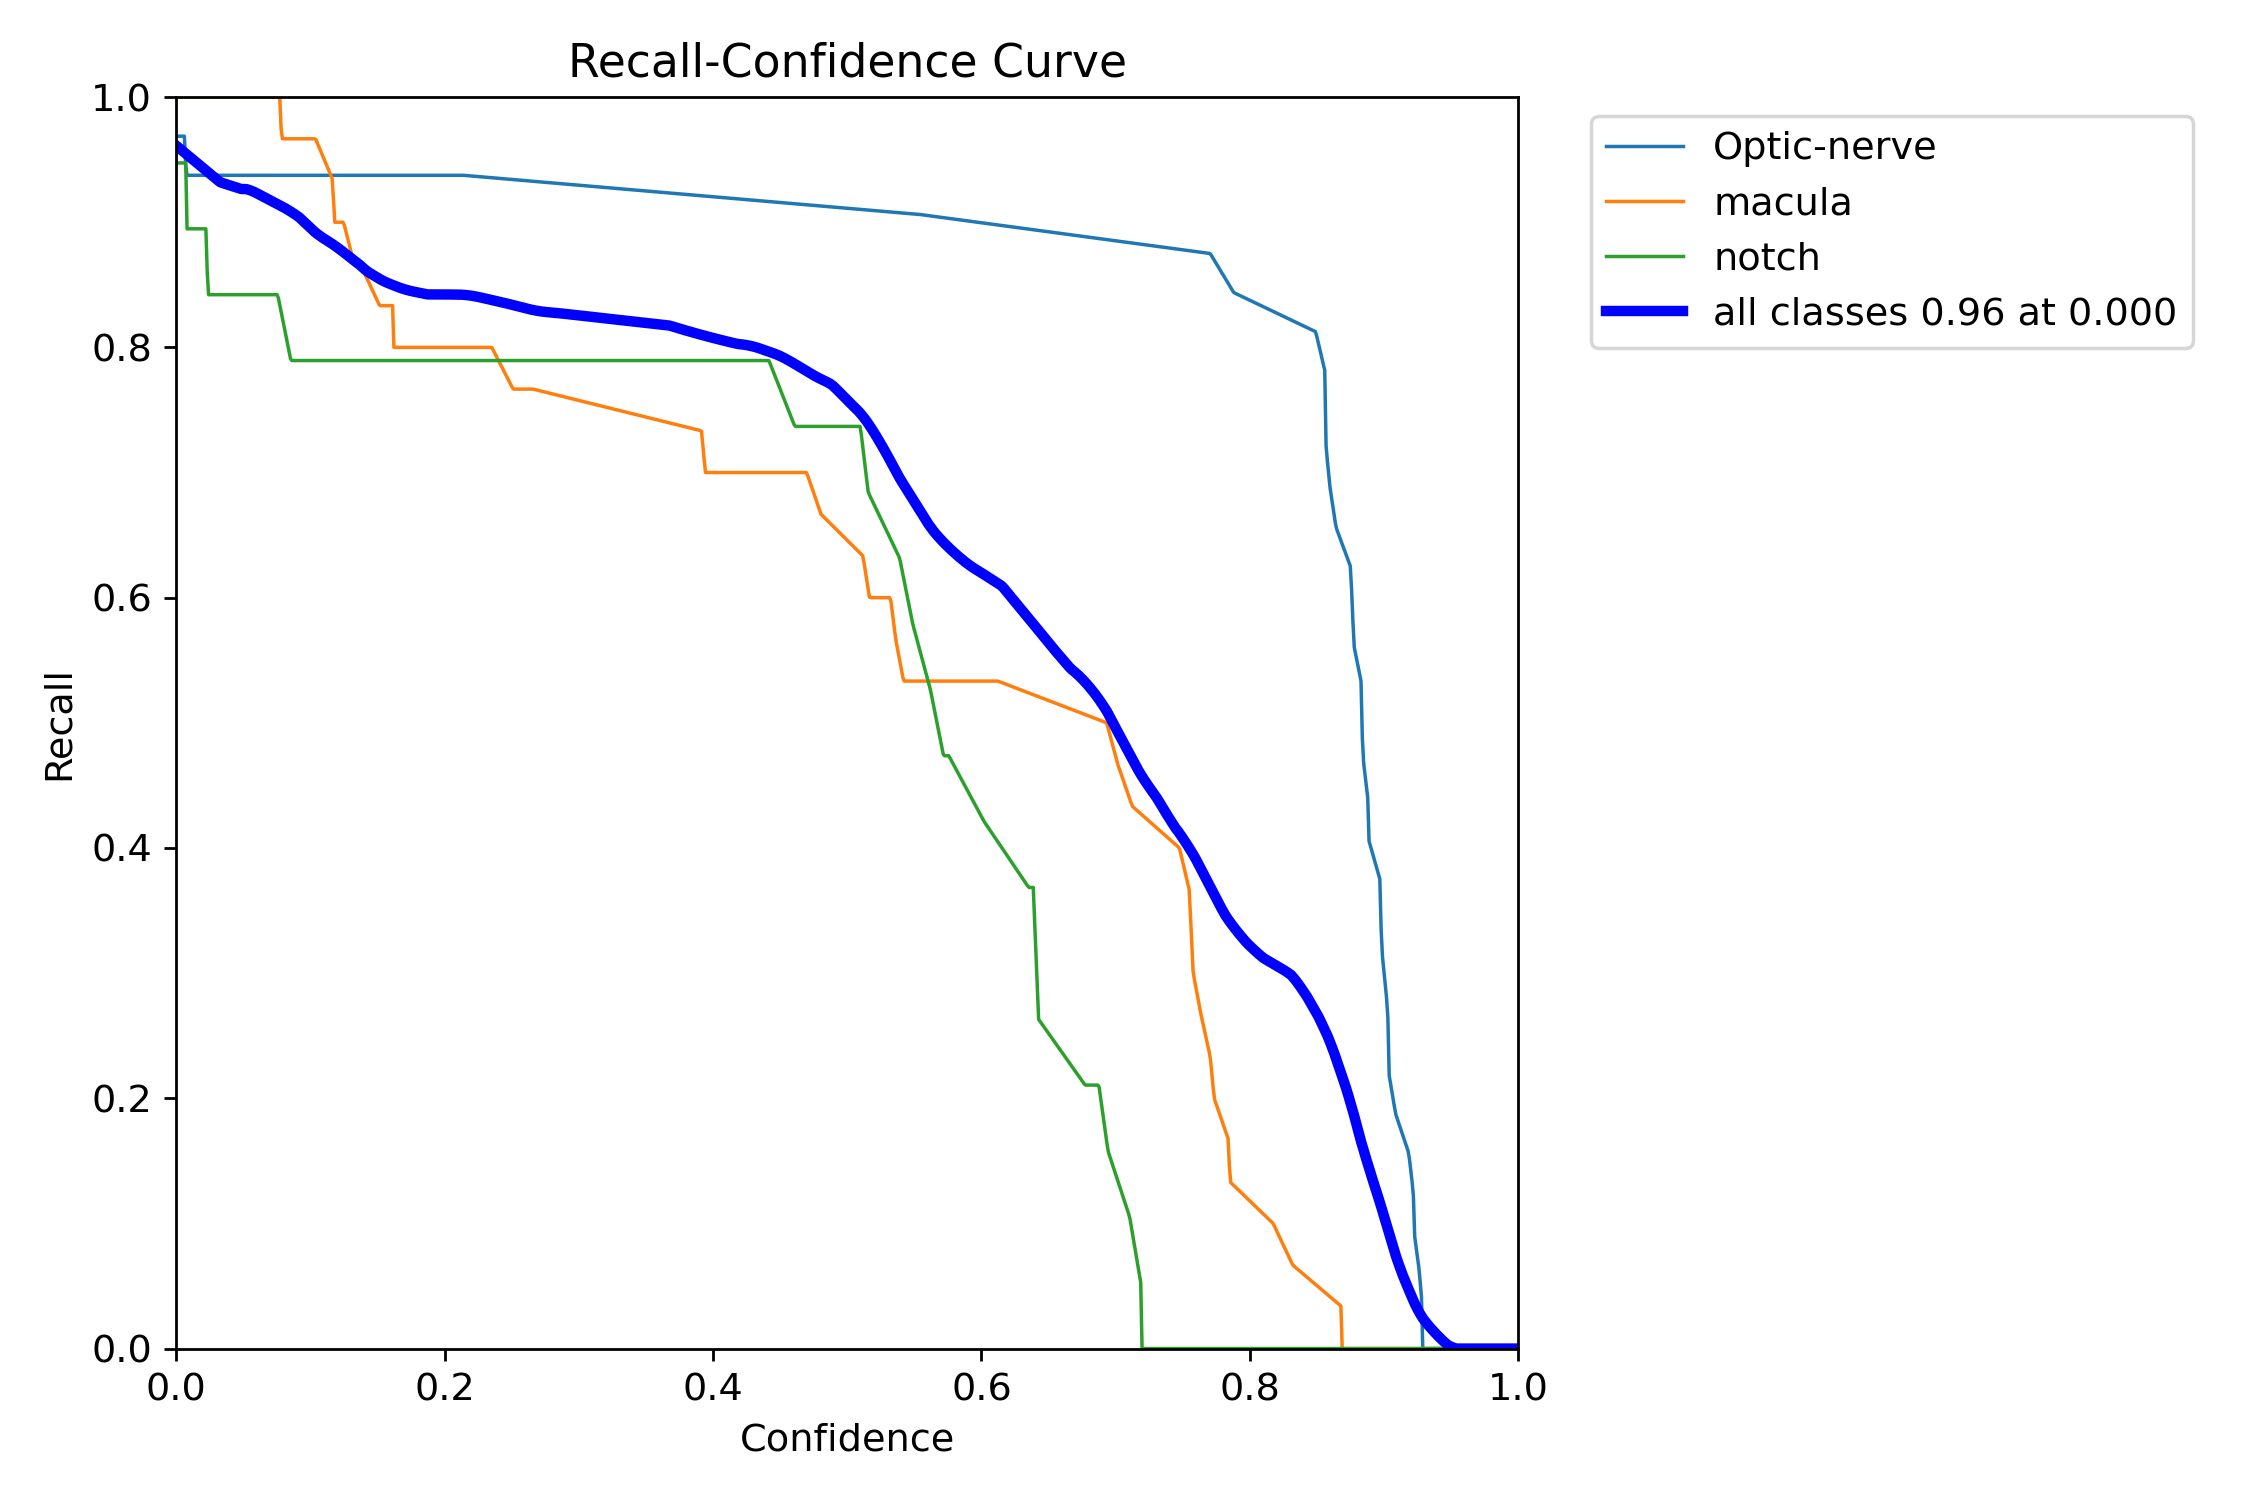 Recall-Confidence Curve
1.0
0.8
0.6
0.4
0.2
0.0
Recall
0.0 0.2 0.4 0.6 0.8 1.0
Confidence
Optic-nerve
macula
notch
all classes 0.96 at 0.000